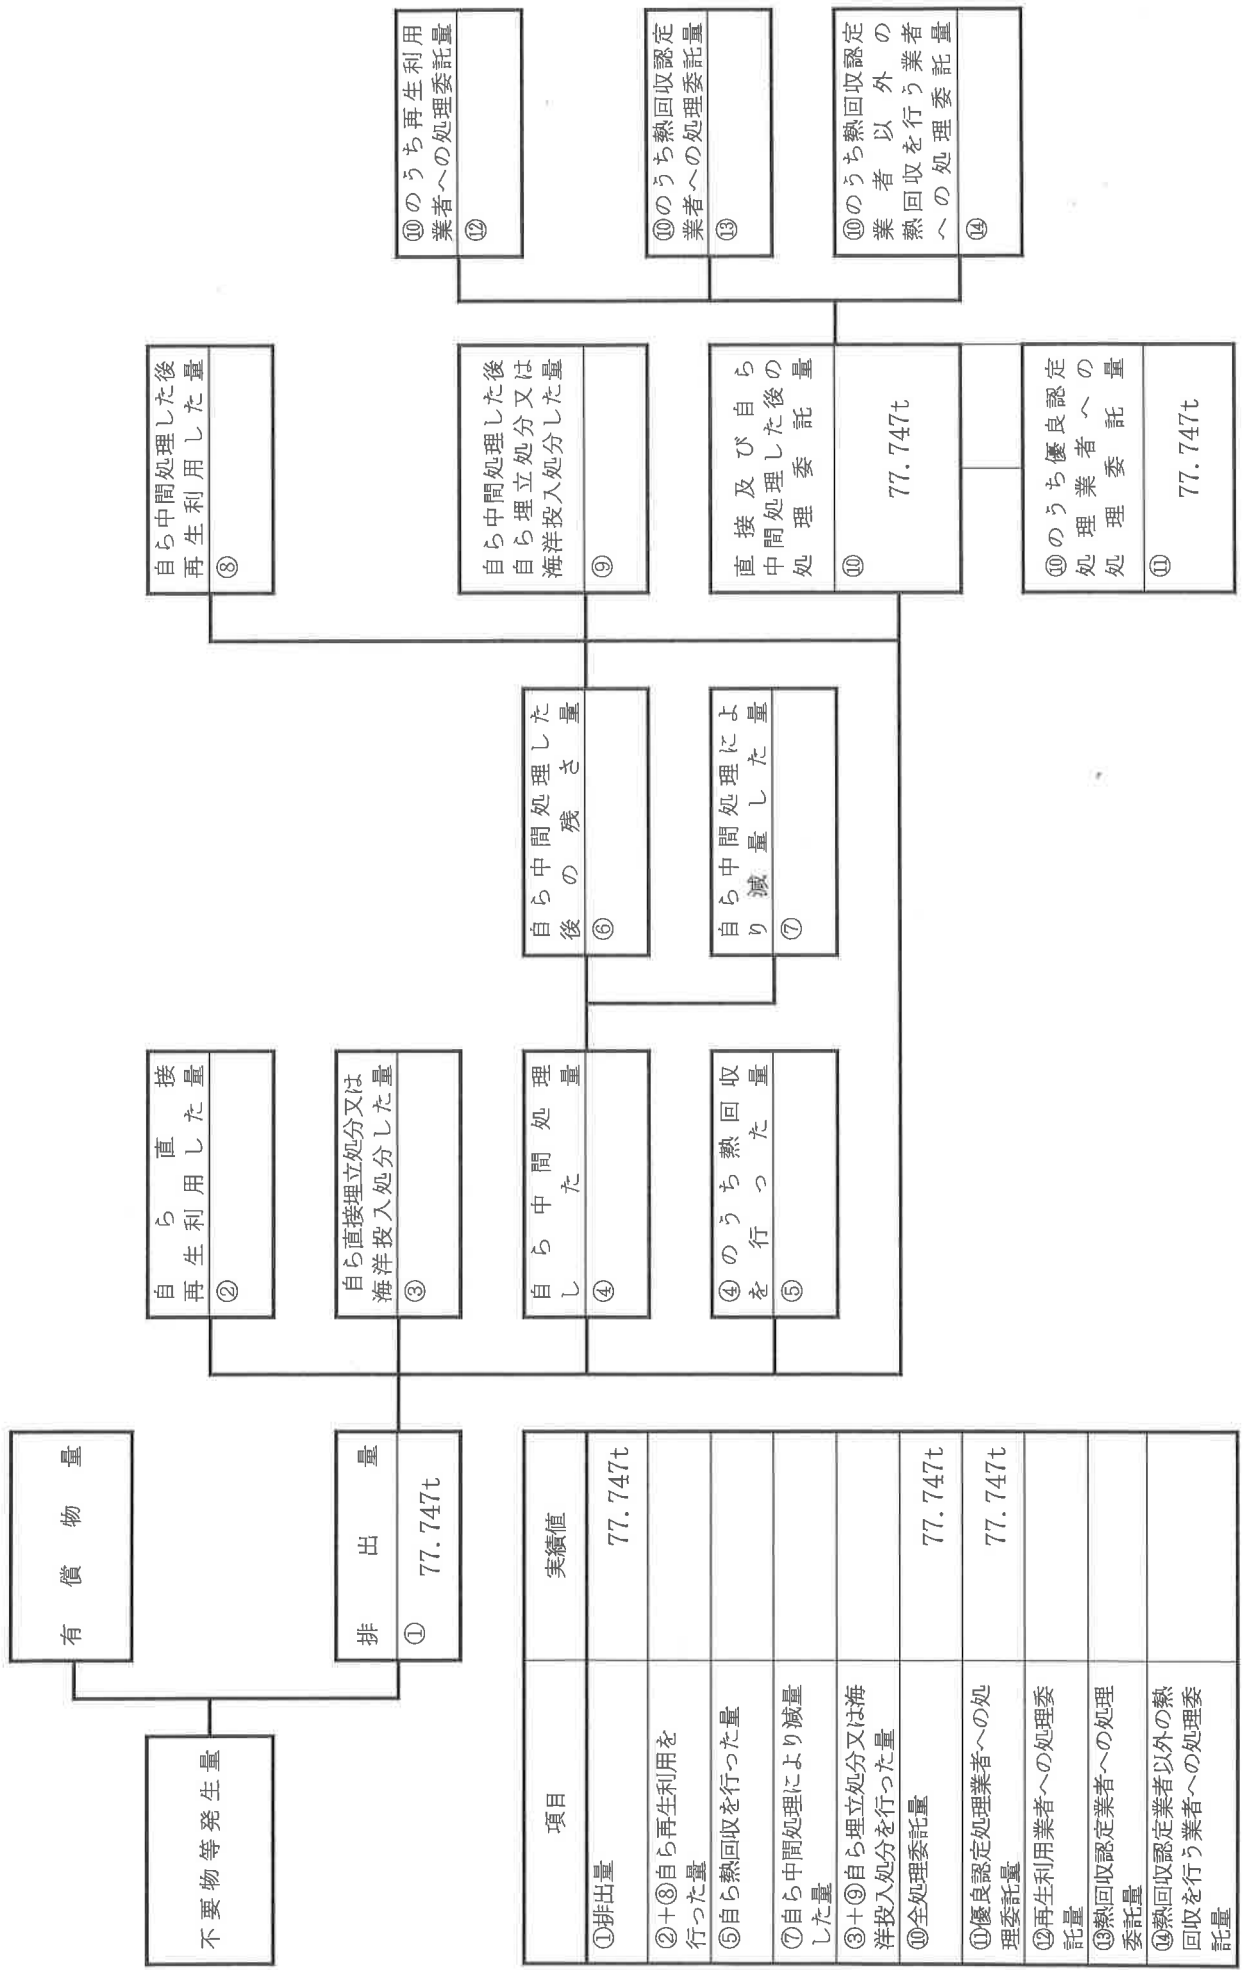 不要物等発生量
有償物量
排出量
① 77.747t
自ら直接
再生利用した量
②
自ら直接埋立処分又は
海洋投入処分した量
③
自ら中間処理
した量
④
④のうち熱回収
を行った量
⑤
自ら中間処理した
後の残さ量
⑥
自ら中間処理によ
り減量した量
⑦
自ら中間処理した後
再生利用した量
⑧
自ら中間処理した後
自ら埋立処分又は
海洋投入処分した量
⑨
直接及び自ら
中間処理した後の
処理委託量
⑩ 77.747t
⑩のうち優良認定
処理業者への
処理委託量
⑪ 77.747t
⑩のうち再生利用
業者への処理委託量
⑫
⑩のうち熱回収認定
業者への処理委託量
⑬
⑩のうち熱回収認定
業者以外の
熱回収を行う業者
への処理委託量
⑭
項目 実績値
①排出量 77.747t
②+⑧自ら再生利用を
行った量
⑤自ら熱回収を行った量
⑦自ら中間処理により減量
した量
③+⑨自ら埋立処分又は海
洋投入処分を行った量
⑩全処理委託量 77.747t
⑪優良認定処理業者への処
理委託量 77.747t
⑫再生利用業者への処理委
託量
⑬熱回収認定業者への処理
委託量
⑭熱回収認定業者以外の熱
回収を行う業者への処理委
託量